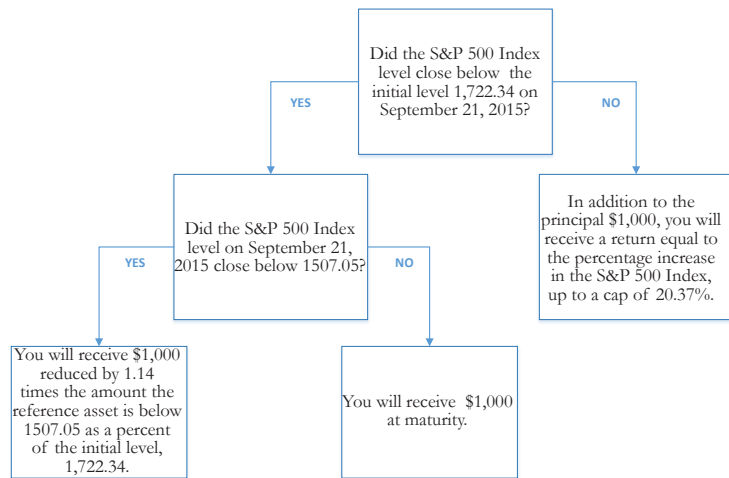 Did the S&P 500 Index
level close below the
initial level 1,722.34 on
September 21, 2015?
YES
NO
Did the S&P 500 Index
level on September 21,
2015 close below 1507.05?
In addition to the
principal $1,000, you will
receive a return equal to
the percentage increase
in the S&P 500 Index,
up to a cap of 20.37%.
YES
NO
You will receive $1,000
reduced by 1.14
times the amount the
reference asset is below
1507.05 as a percent
of the initial level,
1,722.34.
You will receive $1,000
at maturity.